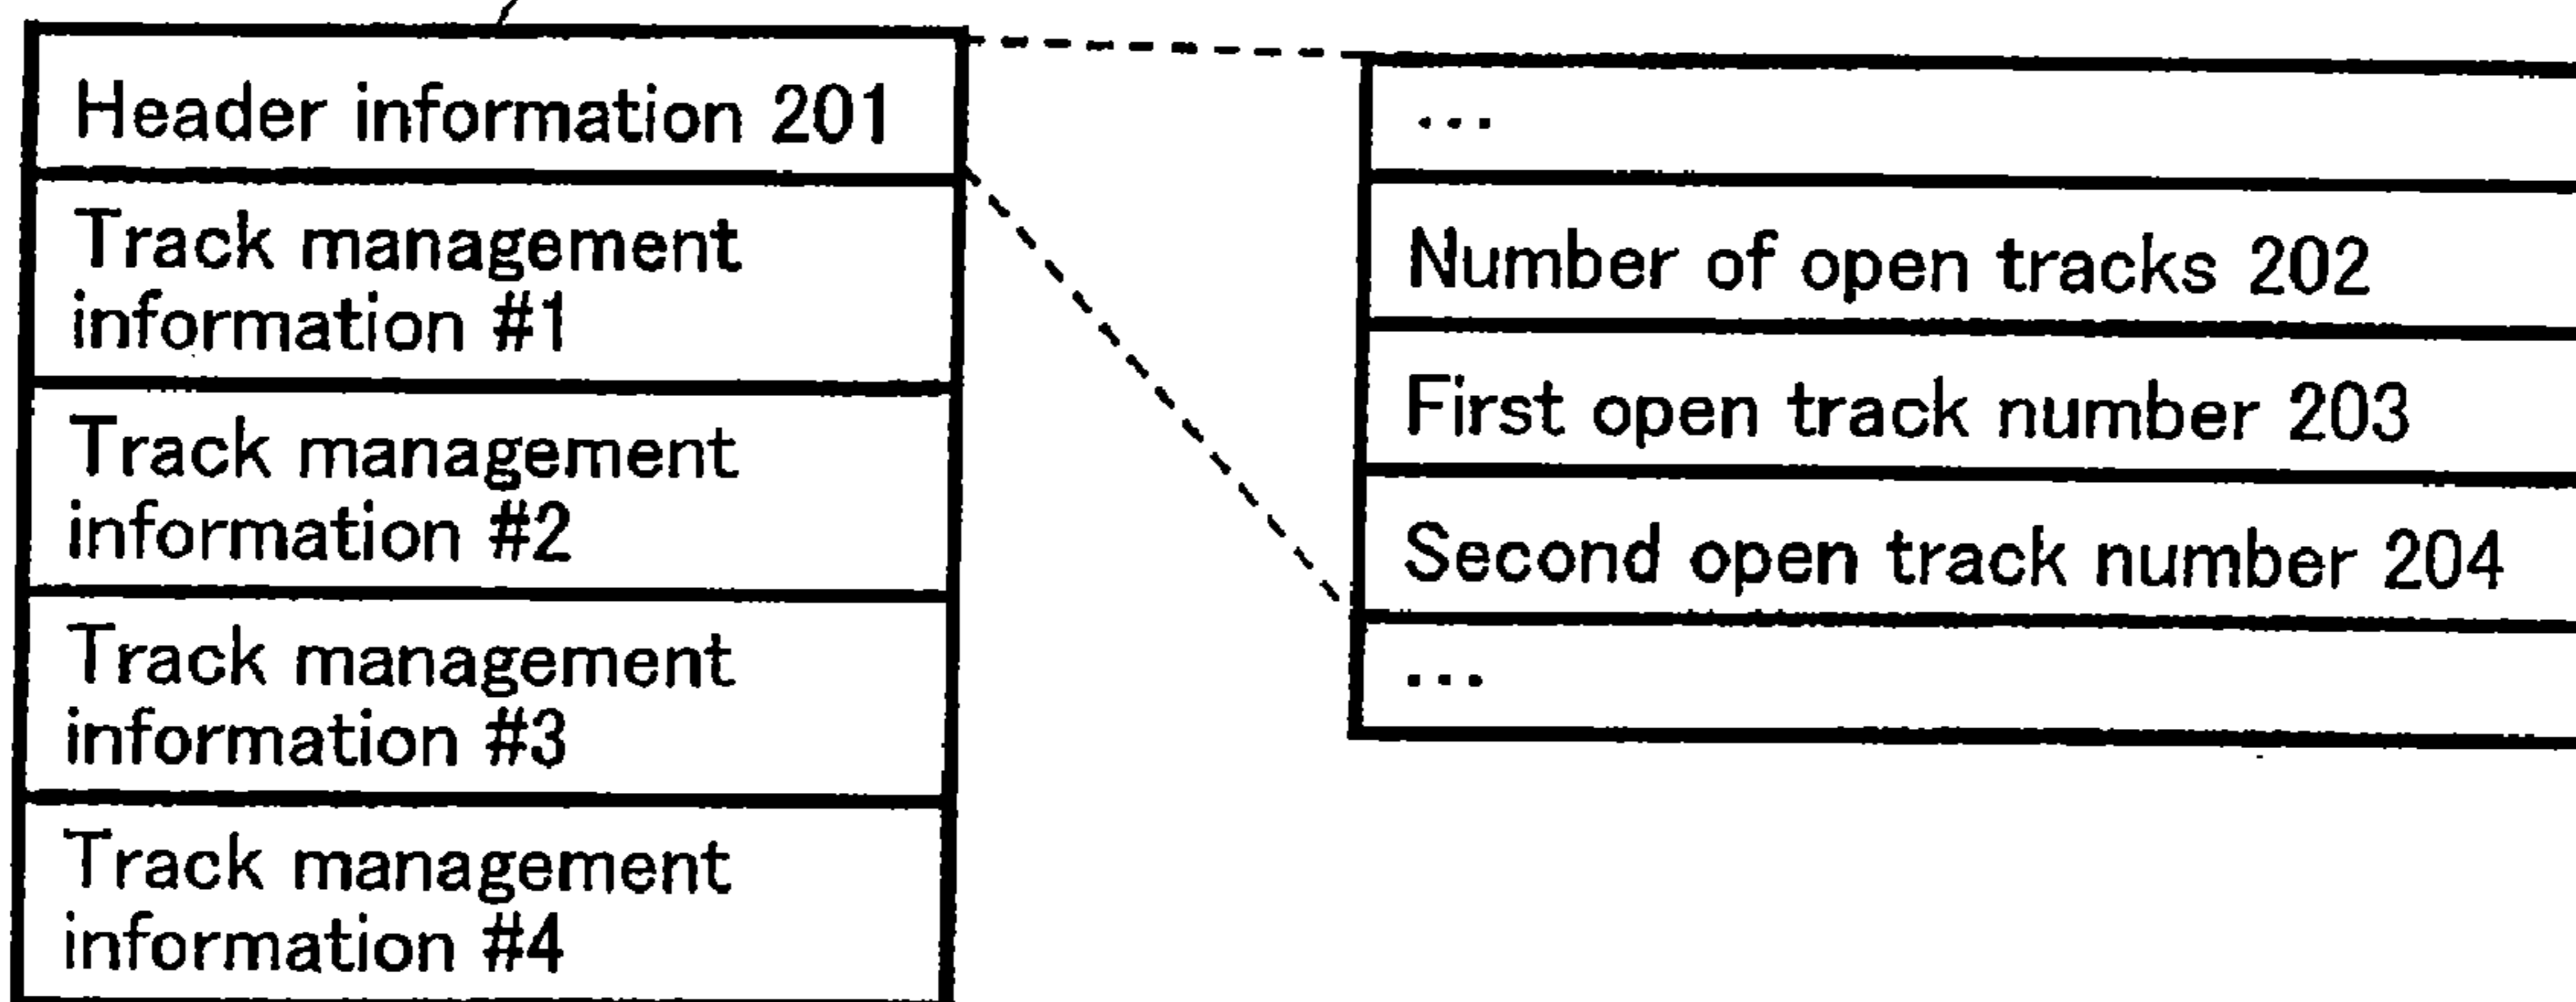 Header information 201
Track management
information #1
Track management
information #2
Track management
information #3
Track management
information #4
...
Number of open tracks 202
First open track number 203
Second open track number 204
...